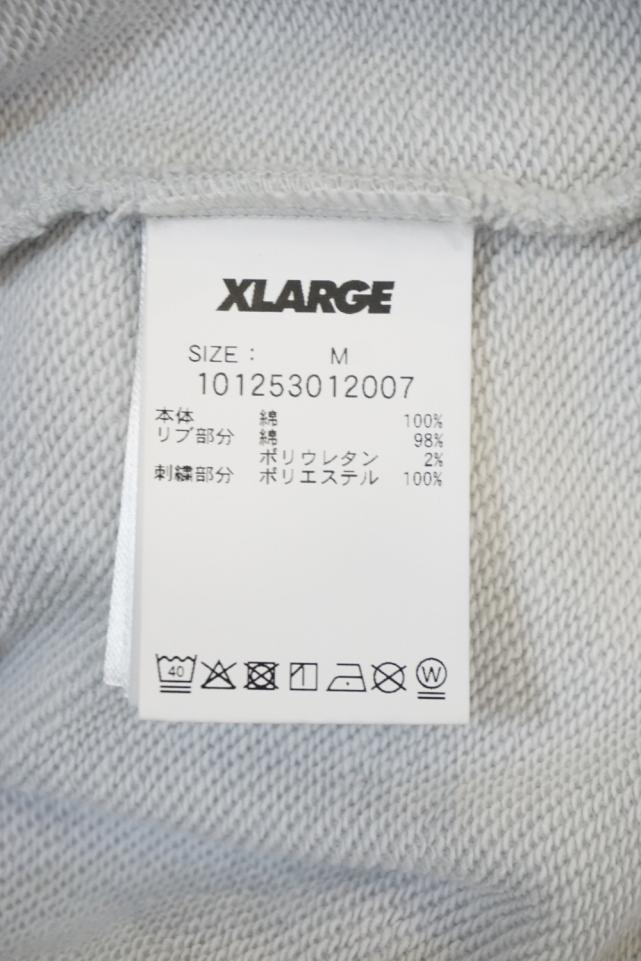 XLARGE
SIZE : M
101253012007
本体 綿 100%
リブ部分 綿 98%
ポリウレタン 2%
刺繍部分 ポリエステル 100%
40 W